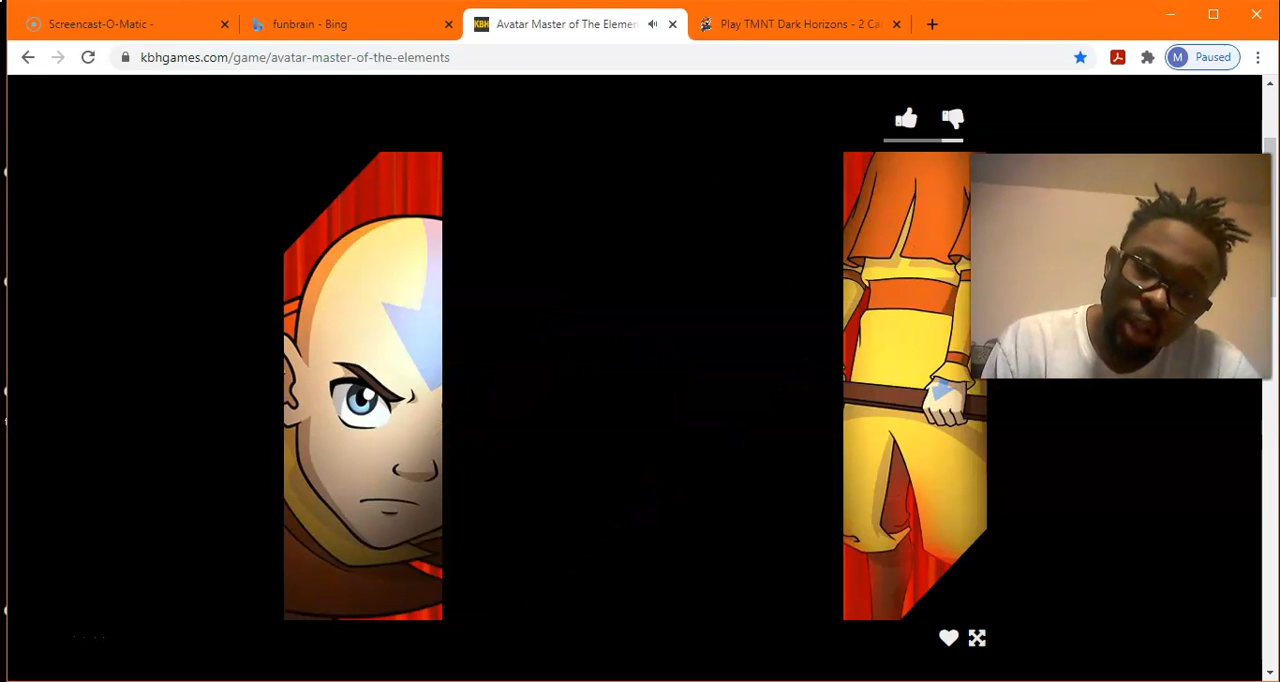 Screencast-O-Matic -
funbrain - Bing
KBH
Avatar Master of The Elemen
Play TMNT Dark Horizons - 2 Ca
kbhgames.com/game/avatar-master-of-the-elements
M
Paused